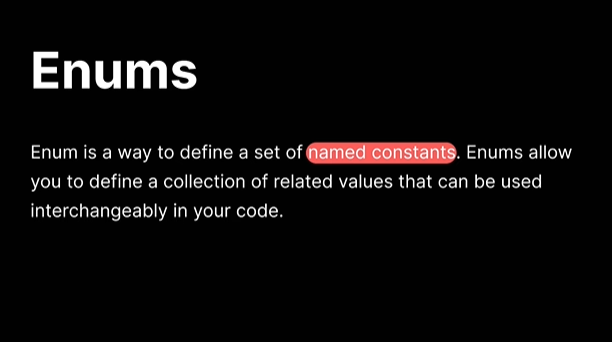 Enums
Enum is a way to define a set of named constants. Enums allow
you to define a collection of related values that can be used
interchangeably in your code.